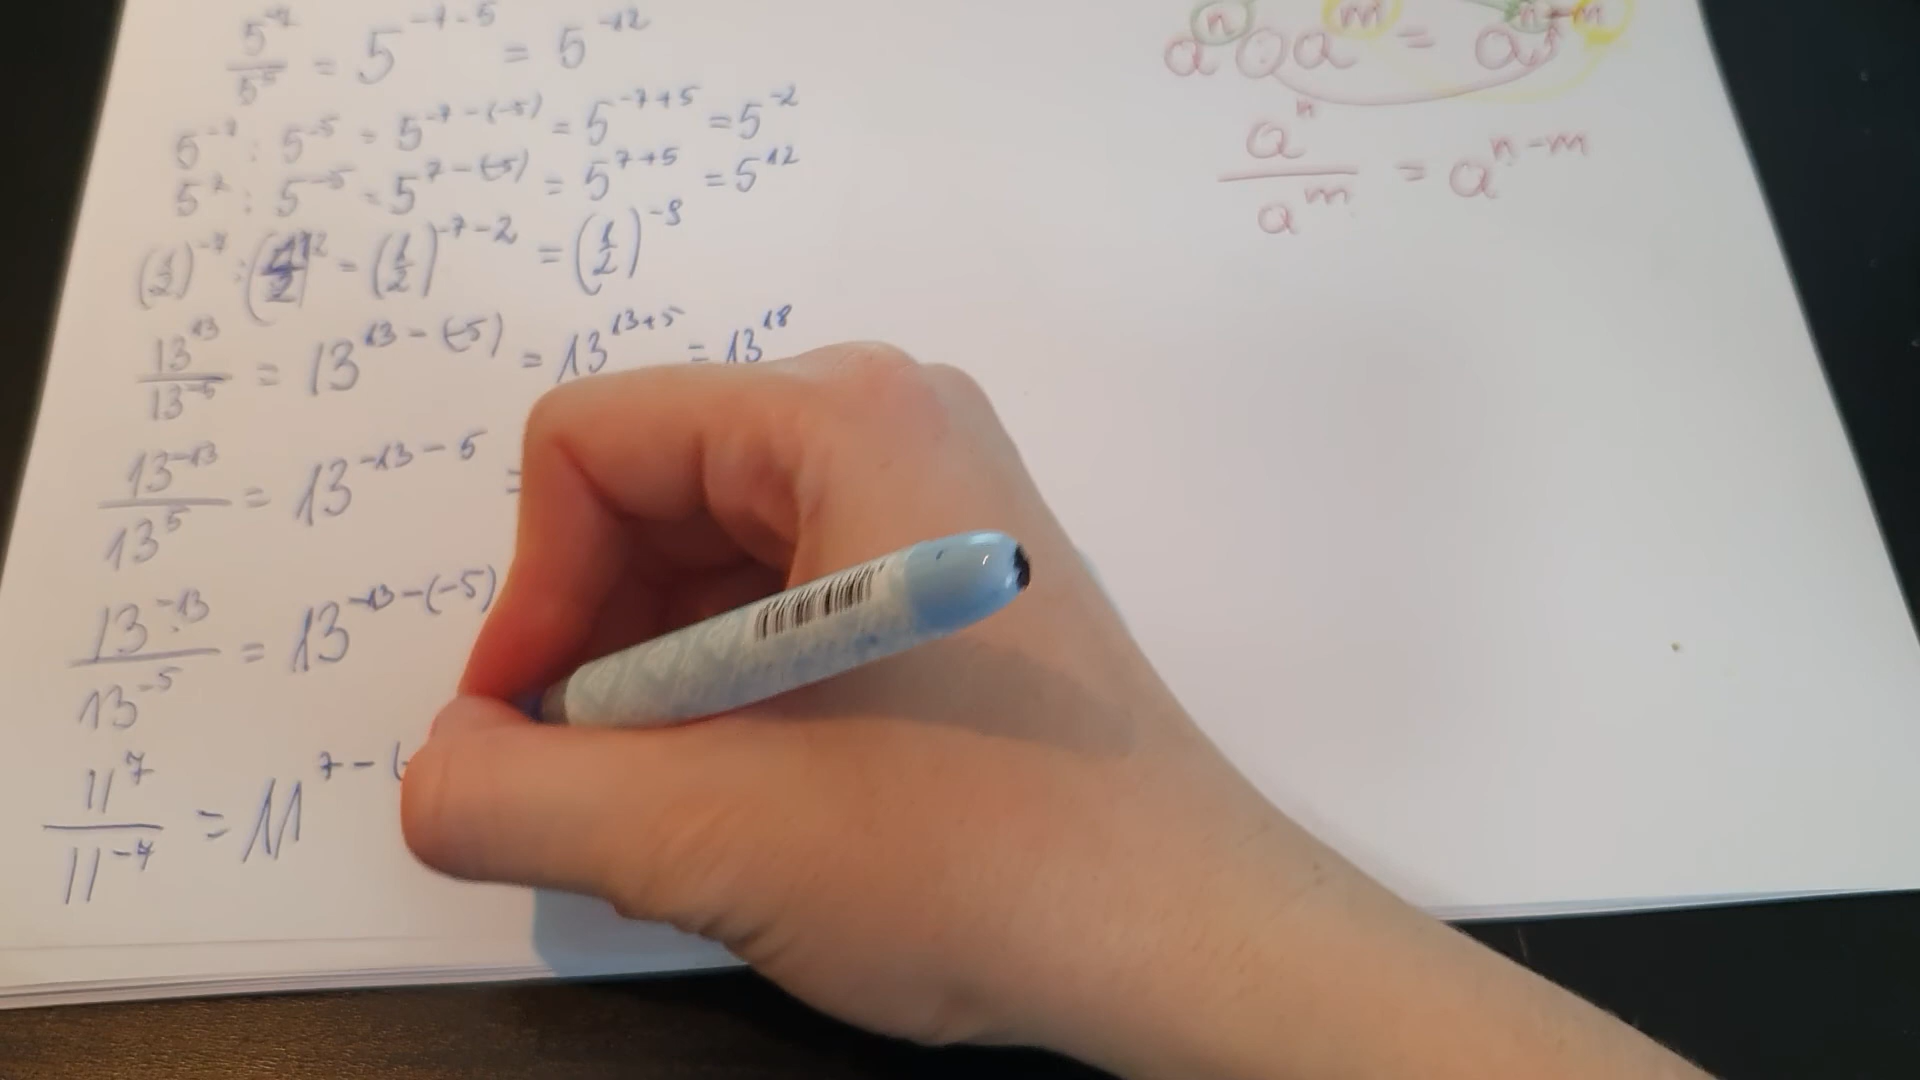 5^-7/5^5 = 5^-7-5 = 5^-12
5^-7 : 5^-5 = 5^-7-(-5) = 5^-7+5 = 5^-2
5^7 : 5^-5 = 5^7-(-5) = 5^7+5 = 5^12
(1/2)^-7 : (1/2)^2 = (1/2)^-7-2 = (1/2)^-9
13^13/13^-5 = 13^13-(-5) = 13^13+5 = 13^18
13^-13/13^5 = 13^-13-5 =
13^-13/13^-5 = 13^-13-(-5)
11^7/11^-7 = 11^7-(-
a^n · a^m = a^n+m
a^n/a^m = a^n-m